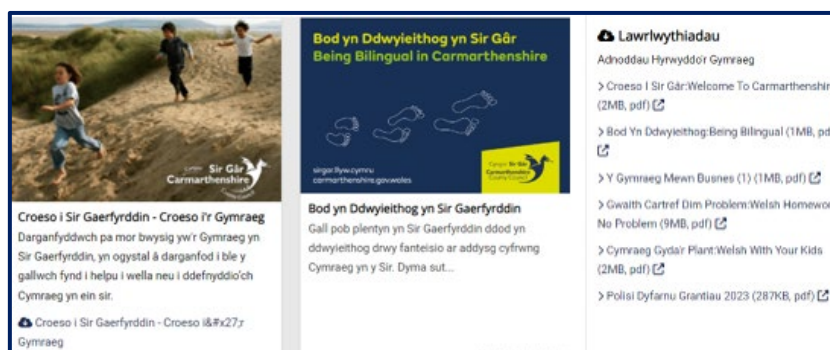 Sir Gâr
Carmarthenshire
Croeso i Sir Gaerfyrddin - Croeso i'r Gymraeg
Darganfyddwch pa mor bwysig yw'r Gymraeg yn
Sir Gaerfyrddin, yn ogystal â darganfod i ble y
gallwch fynd i helpu i wella neu i ddefnyddio'ch
Cymraeg yn ein sir.
Croeso i Sir Gaerfyrddin - Croeso i&#x27;r
Gymraeg
Bod yn Ddwyieithog yn Sir Gâr
Being Bilingual in Carmarthenshire
sirgar.llyw.cymru
carmarthenshire.gov.wales
Cyngor Sir Gâr
Carmarthenshire
County Council
Bod yn Ddwyieithog yn Sir Gaerfyrddin
Gall pob plentyn yn Sir Gaerfyrddin ddod yn
ddwyieithog drwy fanteisio ar addysg cyfrwng
Cymraeg yn y Sir. Dyma sut...
Lawrlwythiadau
Adnoddau Hyrwyddo'r Gymraeg
> Croeso I Sir Gâr:Welcome To Carmarthenshir
(2MB, pdf)
> Bod Yn Ddwyieithog:Being Bilingual (1MB, pd
> Y Gymraeg Mewn Busnes (1) (1MB, pdf)
> Gwaith Cartref Dim Problem:Welsh Homewor
No Problem (9MB, pdf)
> Cymraeg Gyda'r Plant:Welsh With Your Kids
(2MB, pdf)
> Polisi Dyfarnu Grantiau 2023 (287KB, pdf)